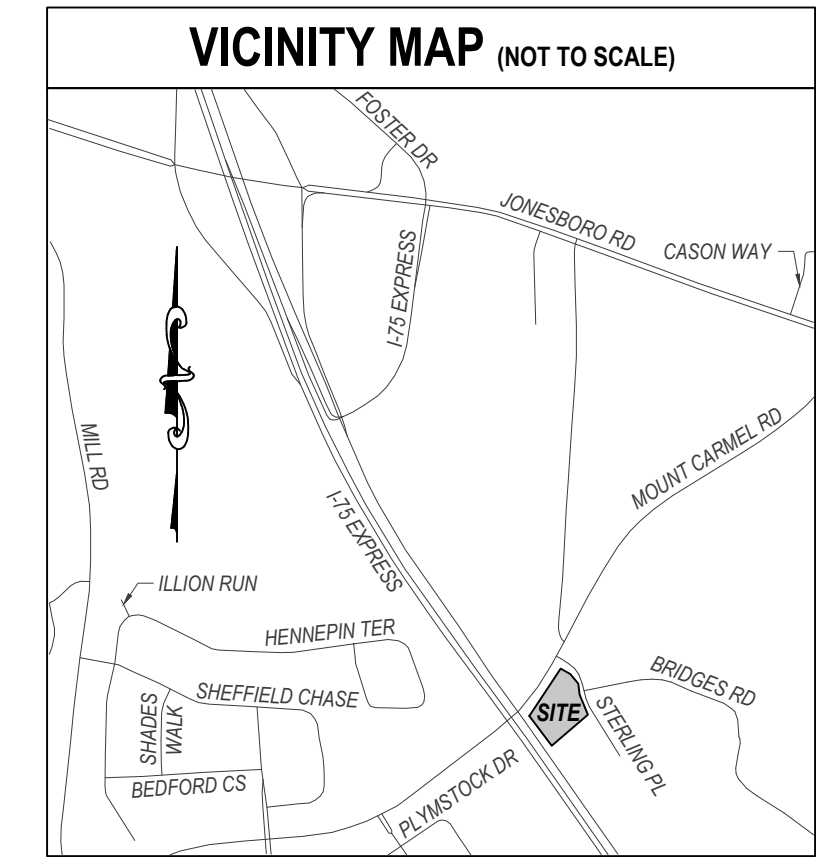 VICINITY MAP (NOT TO SCALE)
FOSTER DR
JONESBORO RD
CASON WAY
I-75 EXPRESS
MILL RD
MOUNT CARMEL RD
I-75 EXPRESS
ILLION RUN
HENNEPIN TER
BRIDGES RD
SHEFFIELD CHASE
SHADES
WALK
SITE
STERLING PL
BEDFORD CS
PLYMSTOCK DR